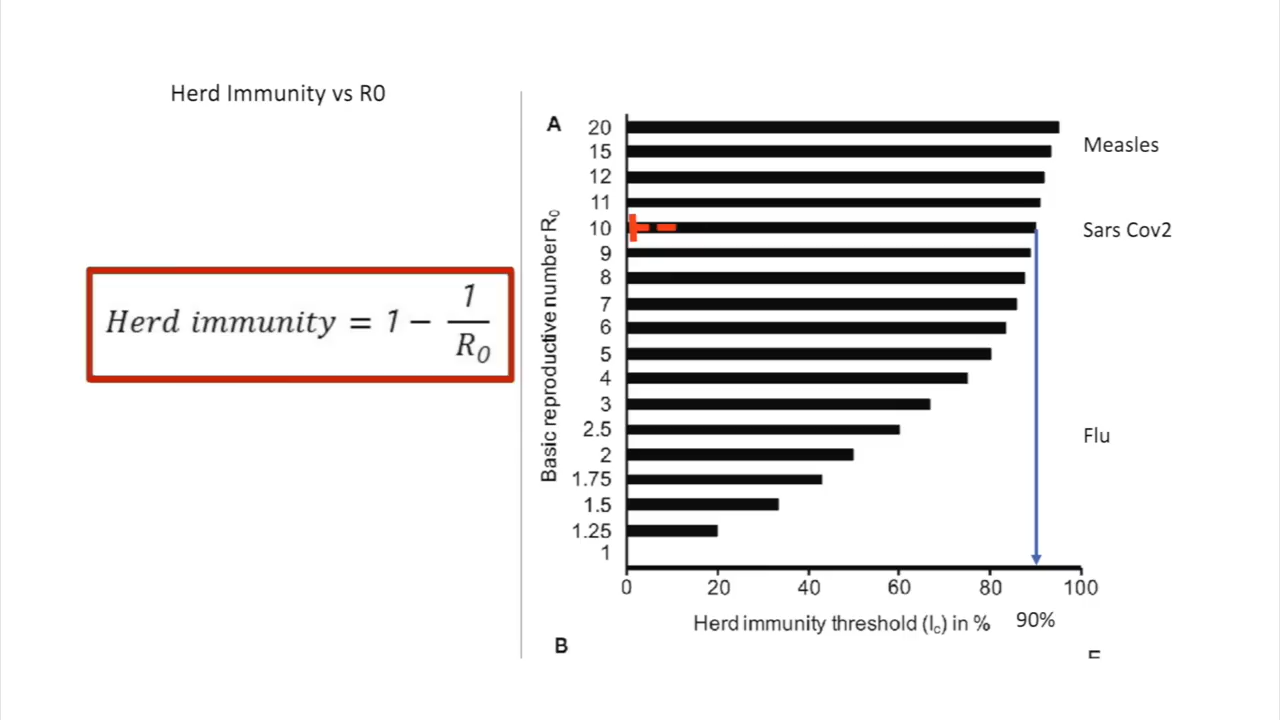 Herd Immunity vs R0
Herd immunity = 1 − 1/R₀
A
Basic reproductive number R₀
20
15
12
11
10
9
8
7
6
5
4
3
2.5
2
1.75
1.5
1.25
1
0 20 40 60 80 100
Herd immunity threshold (Ic) in %
90%
Measles
Sars Cov2
Flu
B